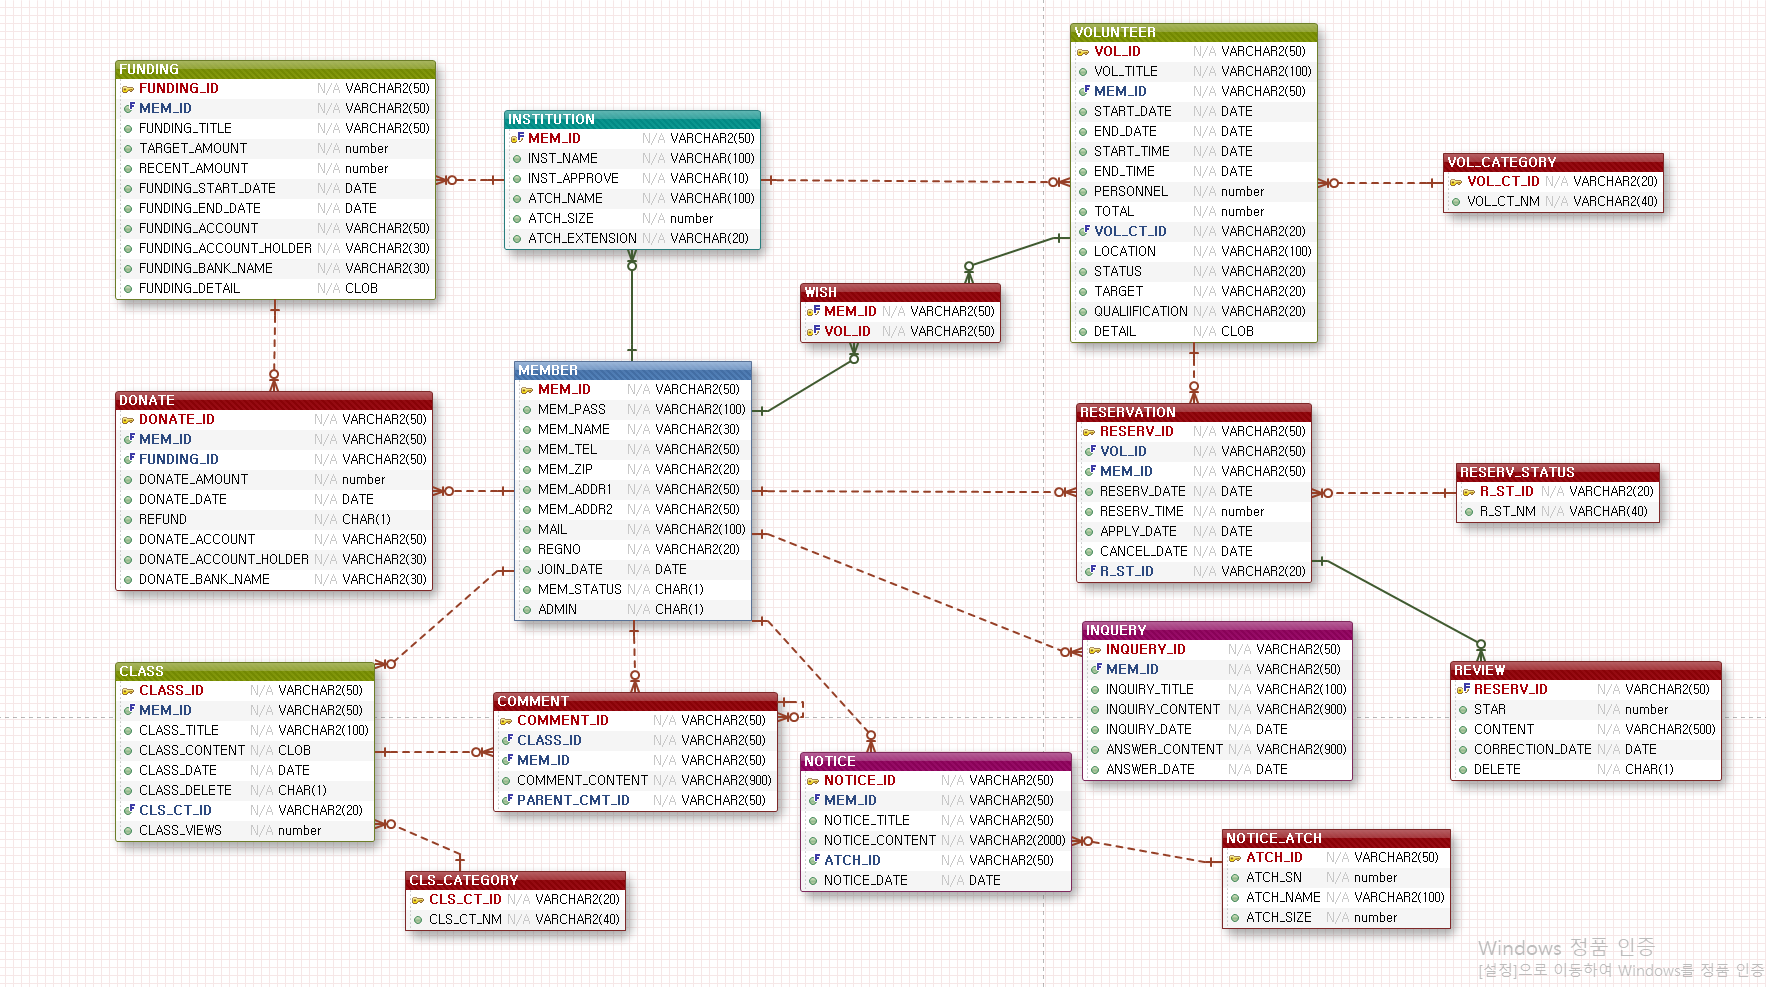 FUNDING
FUNDING_ID N/A VARCHAR2(50)
MEM_ID N/A VARCHAR2(50)
FUNDING_TITLE N/A VARCHAR2(50)
TARGET_AMOUNT N/A number
RECENT_AMOUNT N/A number
FUNDING_START_DATE N/A DATE
FUNDING_END_DATE N/A DATE
FUNDING_ACCOUNT N/A VARCHAR2(50)
FUNDING_ACCOUNT_HOLDER N/A VARCHAR2(30)
FUNDING_BANK_NAME N/A VARCHAR2(30)
FUNDING_DETAIL N/A CLOB
INSTITUTION
MEM_ID N/A VARCHAR2(50)
INST_NAME N/A VARCHAR(100)
INST_APPROVE N/A VARCHAR(10)
ATCH_NAME N/A VARCHAR(100)
ATCH_SIZE N/A number
ATCH_EXTENSION N/A VARCHAR(20)
VOLUNTEER
VOL_ID N/A VARCHAR2(50)
VOL_TITLE N/A VARCHAR2(100)
MEM_ID N/A VARCHAR2(50)
START_DATE N/A DATE
END_DATE N/A DATE
START_TIME N/A DATE
END_TIME N/A DATE
PERSONNEL N/A number
TOTAL N/A number
VOL_CT_ID N/A VARCHAR2(20)
LOCATION N/A VARCHAR2(100)
STATUS N/A VARCHAR2(20)
TARGET N/A VARCHAR2(20)
QUALIIFICATION N/A VARCHAR2(20)
DETAIL N/A CLOB
VOL_CATEGORY
VOL_CT_ID N/A VARCHAR2(20)
VOL_CT_NM N/A VARCHAR2(40)
WISH
MEM_ID N/A VARCHAR2(50)
VOL_ID N/A VARCHAR2(50)
DONATE
DONATE_ID N/A VARCHAR2(50)
MEM_ID N/A VARCHAR2(50)
FUNDING_ID N/A VARCHAR2(50)
DONATE_AMOUNT N/A number
DONATE_DATE N/A DATE
REFUND N/A CHAR(1)
DONATE_ACCOUNT N/A VARCHAR2(50)
DONATE_ACCOUNT_HOLDER N/A VARCHAR2(30)
DONATE_BANK_NAME N/A VARCHAR2(30)
MEMBER
MEM_ID N/A VARCHAR2(50)
MEM_PASS N/A VARCHAR2(100)
MEM_NAME N/A VARCHAR2(30)
MEM_TEL N/A VARCHAR2(50)
MEM_ZIP N/A VARCHAR2(20)
MEM_ADDR1 N/A VARCHAR2(50)
MEM_ADDR2 N/A VARCHAR2(50)
MAIL N/A VARCHAR2(100)
REGNO N/A VARCHAR2(20)
JOIN_DATE N/A DATE
MEM_STATUS N/A CHAR(1)
ADMIN N/A CHAR(1)
RESERVATION
RESERV_ID N/A VARCHAR2(50)
VOL_ID N/A VARCHAR2(50)
MEM_ID N/A VARCHAR2(50)
RESERV_DATE N/A DATE
RESERV_TIME N/A number
APPLY_DATE N/A DATE
CANCEL_DATE N/A DATE
R_ST_ID N/A VARCHAR2(20)
RESERV_STATUS
R_ST_ID N/A VARCHAR2(20)
R_ST_NM N/A VARCHAR(40)
CLASS
CLASS_ID N/A VARCHAR2(50)
MEM_ID N/A VARCHAR2(50)
CLASS_TITLE N/A VARCHAR2(100)
CLASS_CONTENT N/A CLOB
CLASS_DATE N/A DATE
CLASS_DELETE N/A CHAR(1)
CLS_CT_ID N/A VARCHAR2(20)
CLASS_VIEWS N/A number
COMMENT
COMMENT_ID N/A VARCHAR2(50)
CLASS_ID N/A VARCHAR2(50)
MEM_ID N/A VARCHAR2(50)
COMMENT_CONTENT N/A VARCHAR2(900)
PARENT_CMT_ID N/A VARCHAR2(50)
INQUERY
INQUERY_ID N/A VARCHAR2(50)
MEM_ID N/A VARCHAR2(50)
INQUIRY_TITLE N/A VARCHAR2(100)
INQUIRY_CONTENT N/A VARCHAR2(900)
INQUIRY_DATE N/A DATE
ANSWER_CONTENT N/A VARCHAR2(900)
ANSWER_DATE N/A DATE
REVIEW
RESERV_ID N/A VARCHAR2(50)
STAR N/A number
CONTENT N/A VARCHAR2(500)
CORRECTION_DATE N/A DATE
DELETE N/A CHAR(1)
NOTICE
NOTICE_ID N/A VARCHAR2(50)
MEM_ID N/A VARCHAR2(50)
NOTICE_TITLE N/A VARCHAR2(50)
NOTICE_CONTENT N/A VARCHAR2(2000)
ATCH_ID N/A VARCHAR2(50)
NOTICE_DATE N/A DATE
NOTICE_ATCH
ATCH_ID N/A VARCHAR2(50)
ATCH_SN N/A number
ATCH_NAME N/A VARCHAR2(100)
ATCH_SIZE N/A number
CLS_CATEGORY
CLS_CT_ID N/A VARCHAR2(20)
CLS_CT_NM N/A VARCHAR2(40)
Windows 정품 인증
[설정]으로 이동하여 Windows를 정품 인증